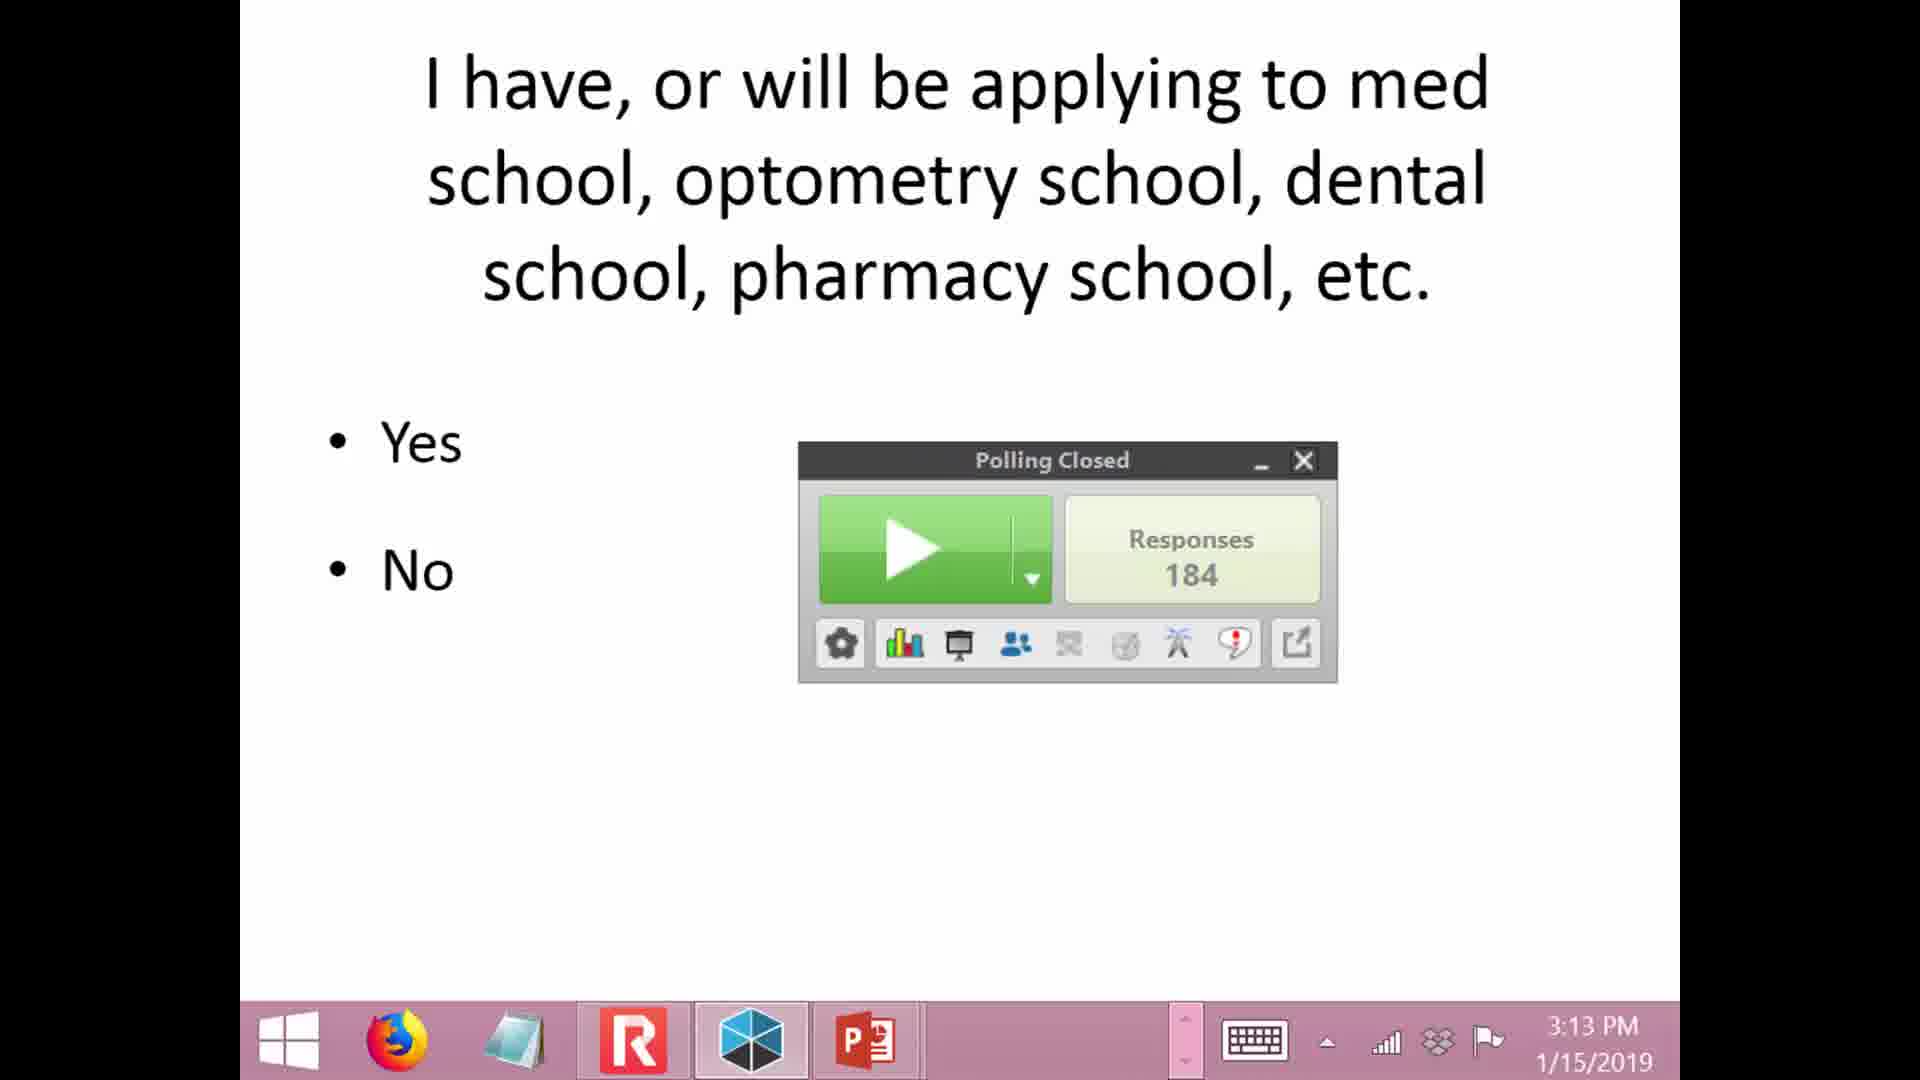 I have, or will be applying to med
school, optometry school, dental
school, pharmacy school, etc.
• Yes
• No
Polling Closed
Responses
184
3:13 PM
1/15/2019